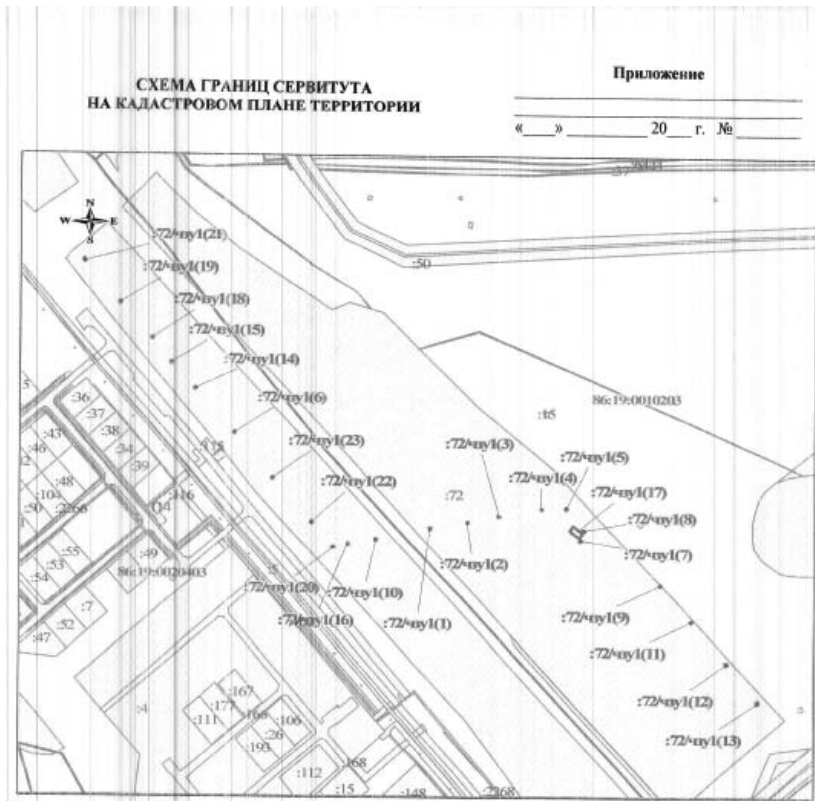 Приложение
СХЕМА ГРАНИЦ СЕРВИТУТА
НА КАДАСТРОВОМ ПЛАНЕ ТЕРРИТОРИИ
«___» ________ 20___ г. № ______
N
W E
S
:50
:72/чзу1(21)
:72/чзу1(19)
:72/чзу1(18)
:72/чзу1(15)
:72/чзу1(14)
:72/чзу1(6)
:72/чзу1(23)
:72/чзу1(22)
86:19:0010203
:15
:72/чзу1(3)
:72/чзу1(5)
:72/чзу1(4)
:72/чзу1(17)
:72
:72/чзу1(8)
:72/чзу1(7)
:72/чзу1(2)
:72/чзу1(20)
:72/чзу1(10)
:72/чзу1(16)
:72/чзу1(1)
:72/чзу1(9)
:72/чзу1(11)
:72/чзу1(12)
:72/чзу1(13)
:36
:37
:38
:43
:46
:34
:39
:48
:104
:116
:50
:2266
:55
:49
:53
:54
86:19:0020403
:5
:7
:52
:47
:4
:167
:177
:111
:106
:26
:193
:168
:112
:15
:148
:2268